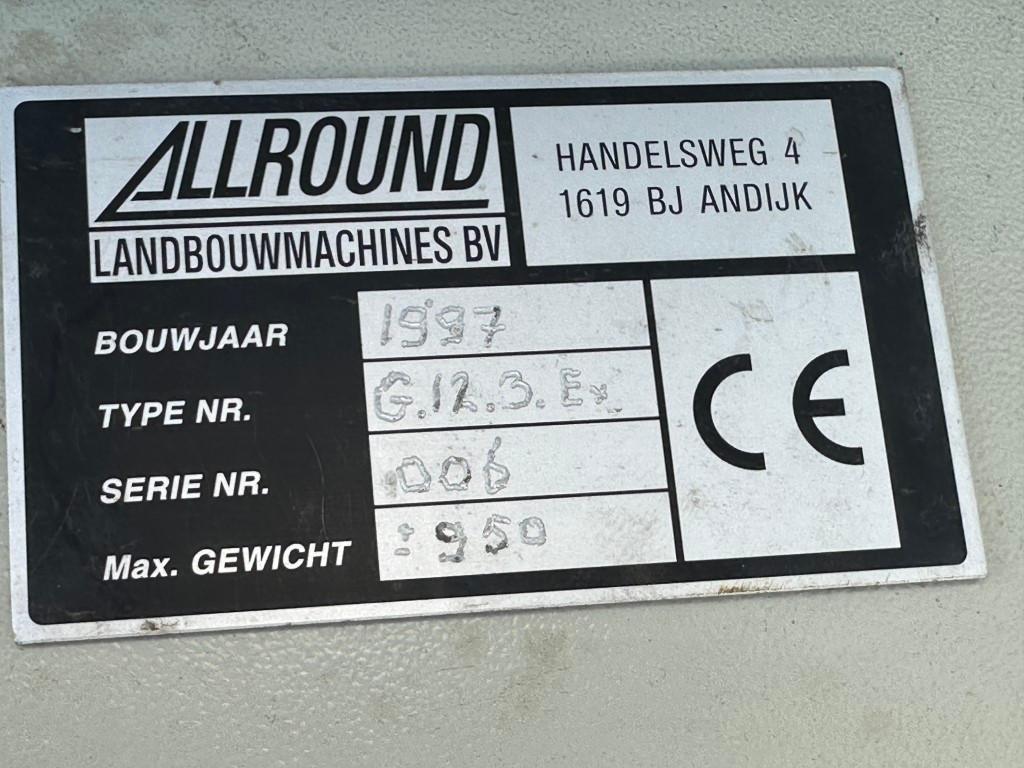 ALLROUND
LANDBOUWMACHINES BV
HANDELSWEG 4
1619 BJ ANDIJK
BOUWJAAR 1997
TYPE NR. G.12.3.Ex
SERIE NR. 006
Max. GEWICHT ± 950
CE